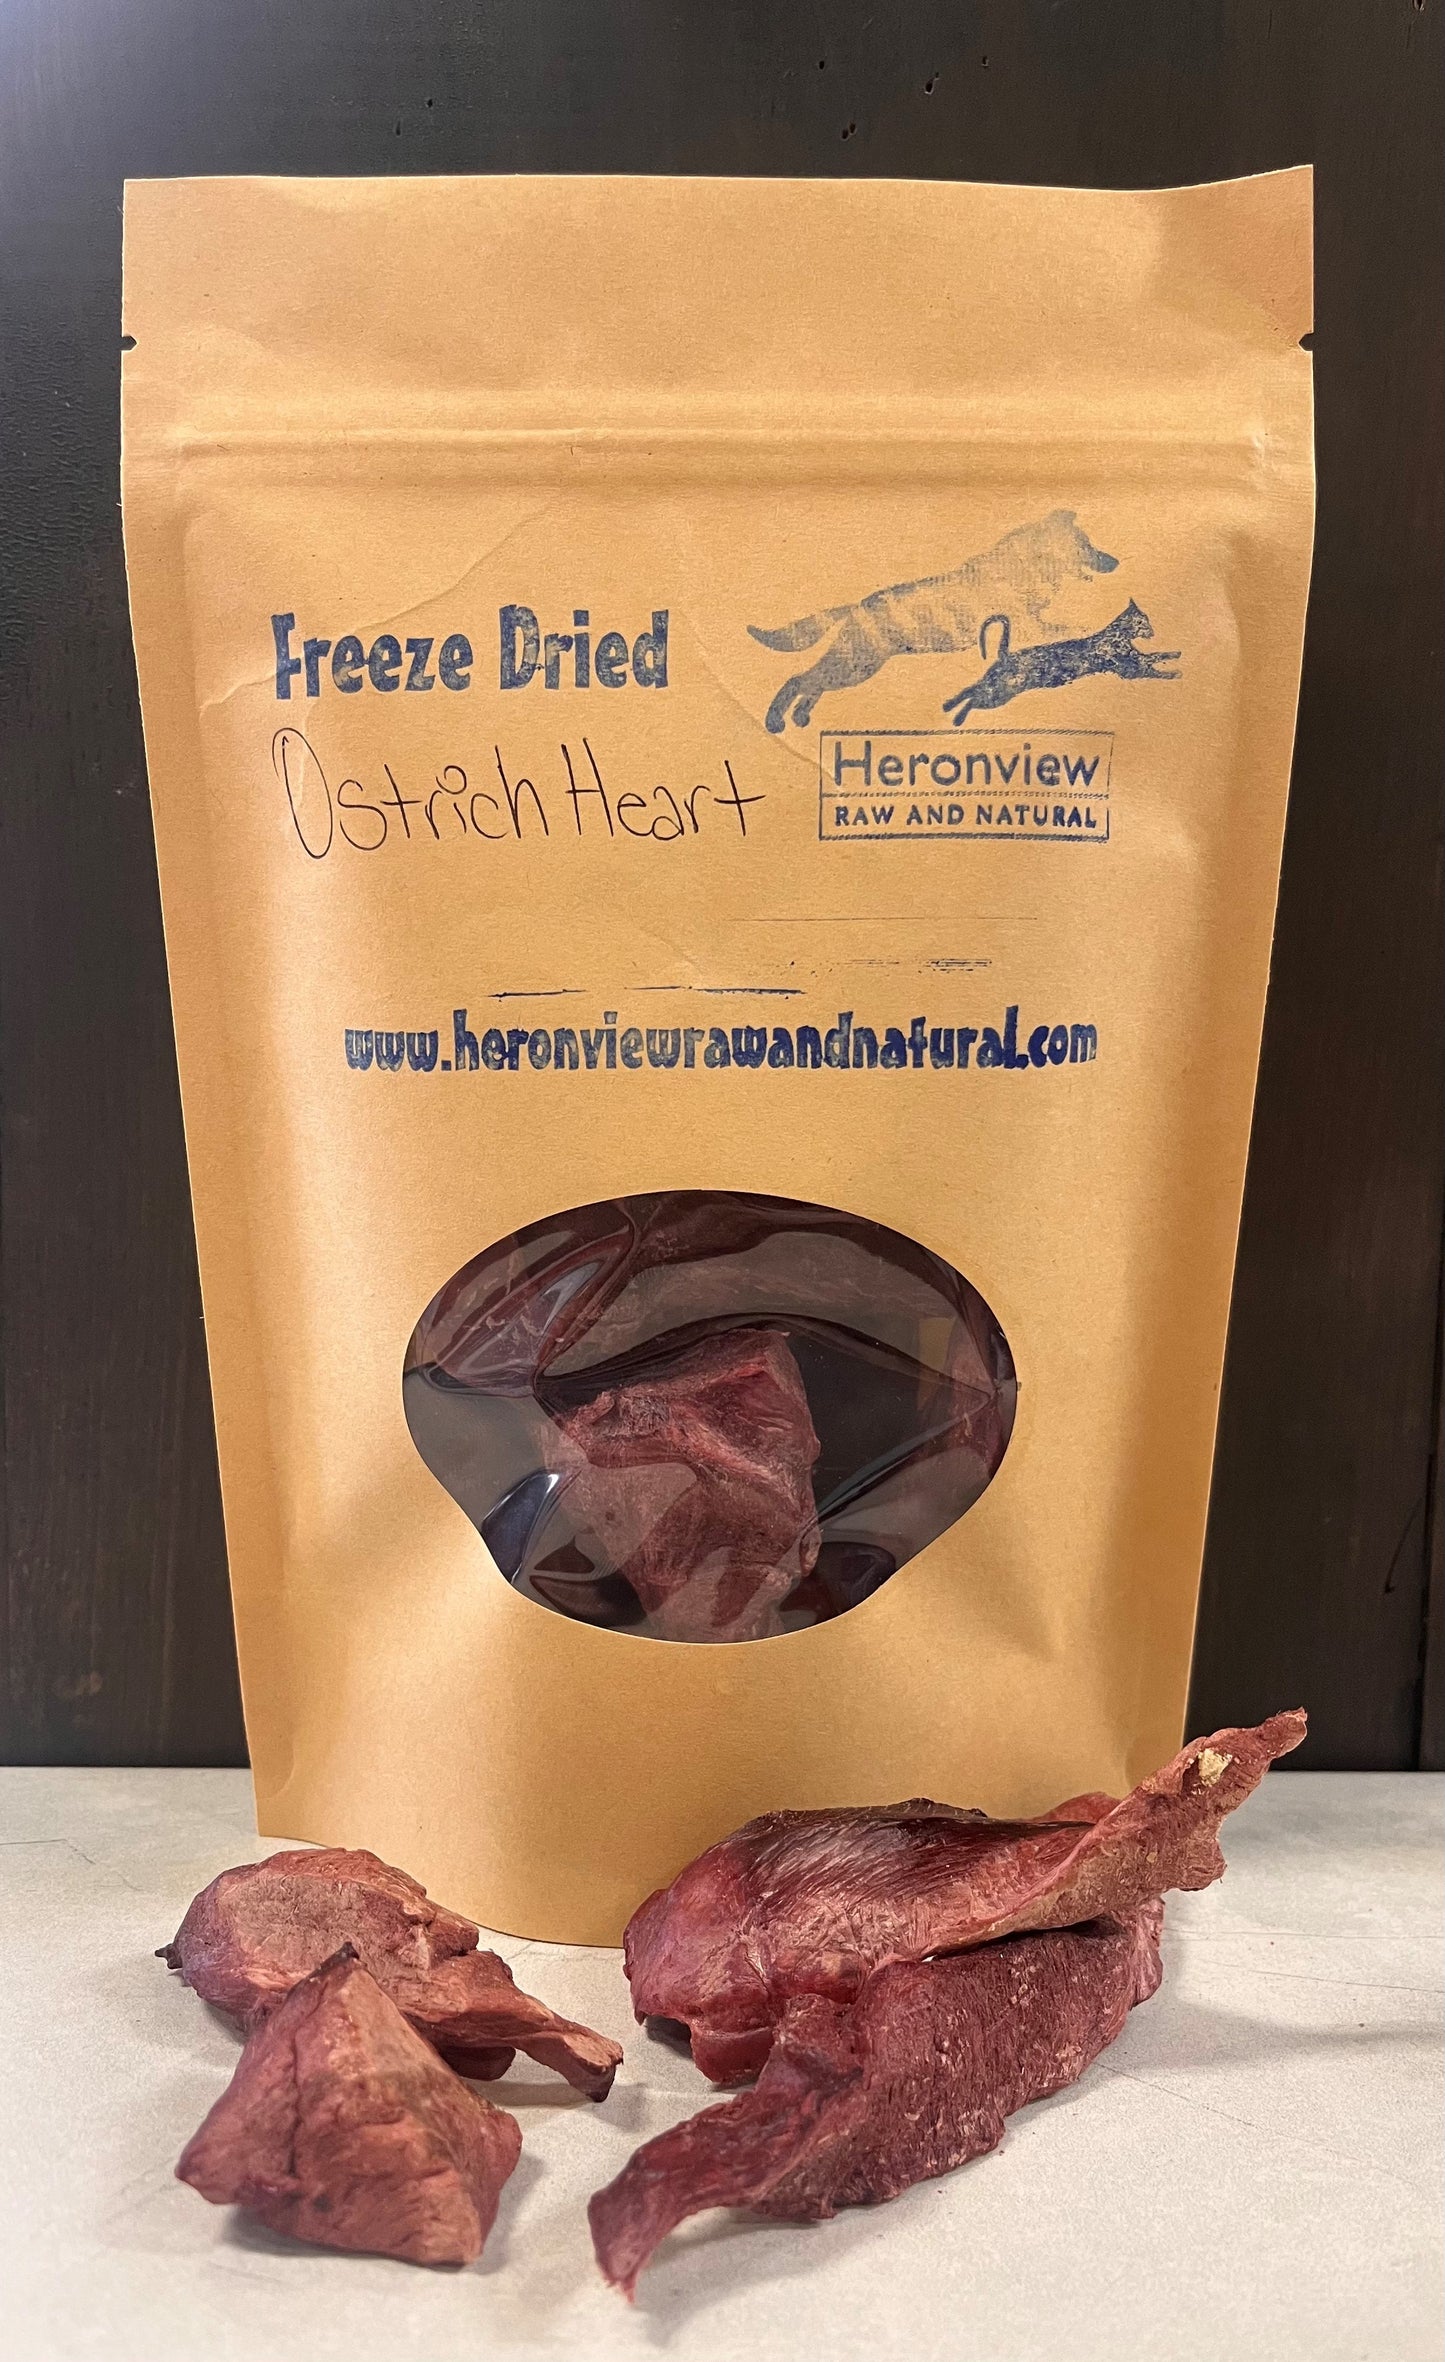 Freeze Dried
Ostrich Heart
Heronview
RAW AND NATURAL
www.heronviewrawandnatural.com